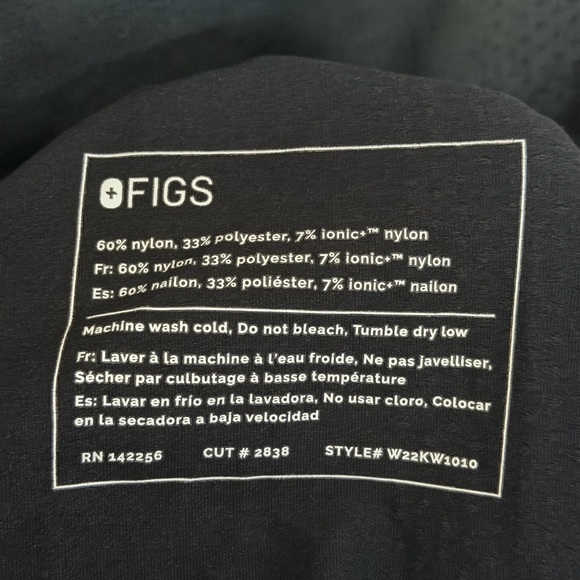 FIGS
60% nylon, 33% polyester, 7% ionic+™ nylon
Fr: 60% nylon, 33% polyester, 7% ionic+™ nylon
Es: 60% nailon, 33% poliéster, 7% ionic+™ nailon
Machine wash cold, Do not bleach, Tumble dry low
Fr: Laver à la machine à l'eau froide, Ne pas javelliser,
Sécher par culbutage à basse température
Es: Lavar en frío en la lavadora, No usar cloro, Colocar
en la secadora a baja velocidad
RN 142256 CUT # 2838 STYLE# W22KW1010